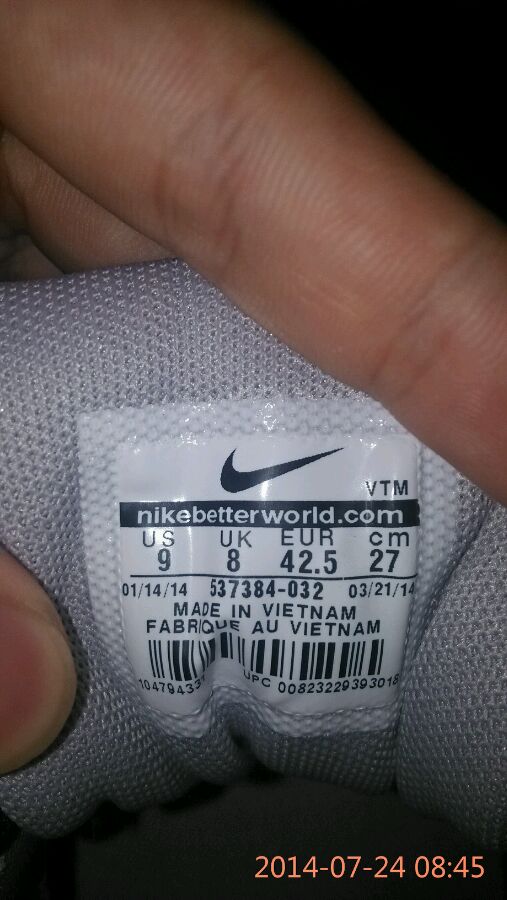 VTM
nikebetterworld.com
US UK EUR cm
9 8 42.5 27
01/14/14 537384-032 03/21/14
MADE IN VIETNAM
FABRIQUE AU VIETNAM
UPC 00823229393018
2014-07-24 08:45